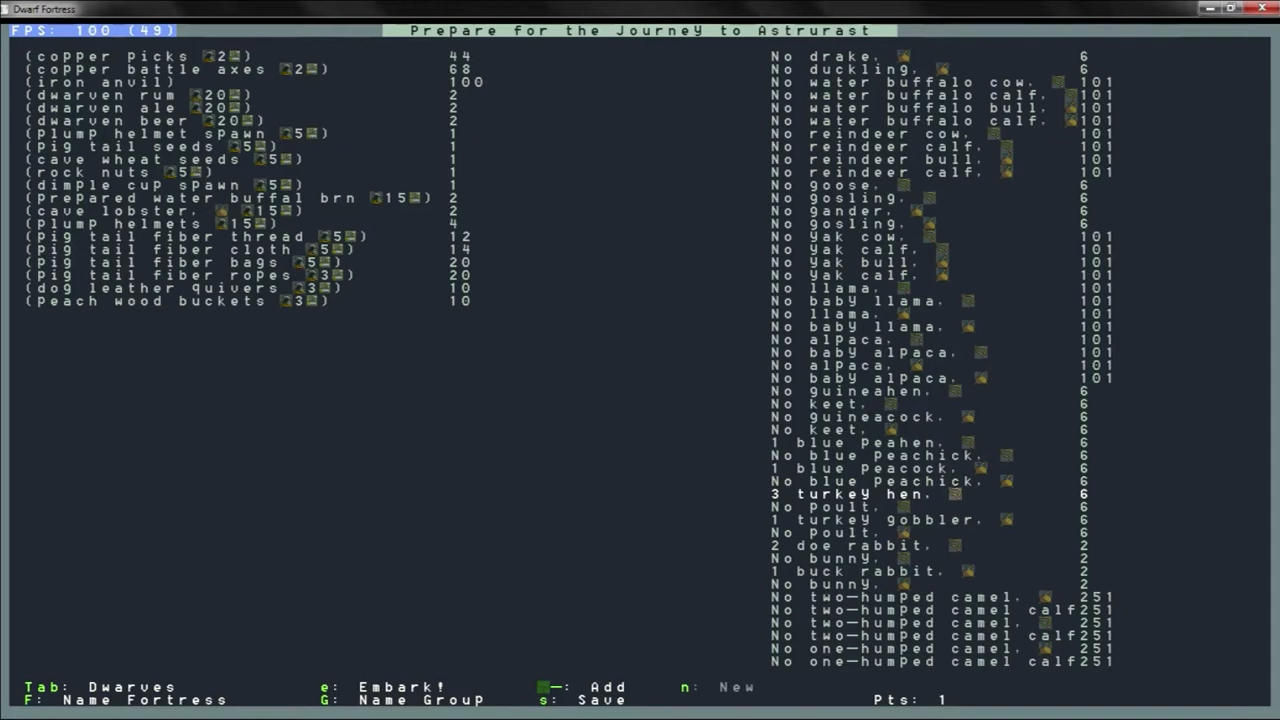 Dwarf Fortress
FPS: 100 (49)
Prepare for the Journey to Astrurast
(copper picks 2) 44
(copper battle axes 2) 68
(iron anvil) 100
(dwarven rum 20) 2
(dwarven ale 20) 2
(dwarven beer 20) 2
(plump helmet spawn 5) 1
(pig tail seeds 5) 1
(cave wheat seeds 5) 1
(rock nuts 5) 1
(dimple cup spawn 5) 1
(Prepared water buffal brn 15) 2
(cave lobster, 15) 2
(plump helmets 15) 4
(pig tail fiber thread 5) 12
(pig tail fiber cloth 5) 14
(pig tail fiber bags 5) 20
(pig tail fiber ropes 3) 20
(dog leather quivers 3) 10
(peach wood buckets 3) 10
No drake, 6
No duckling, 6
No water buffalo cow, 101
No water buffalo calf, 101
No water buffalo bull, 101
No water buffalo calf, 101
No reindeer cow, 101
No reindeer calf, 101
No reindeer bull, 101
No reindeer calf, 101
No goose, 6
No gosling, 6
No gander, 6
No gosling, 6
No yak cow, 101
No yak calf, 101
No yak bull, 101
No yak calf, 101
No llama, 101
No baby llama, 101
No llama, 101
No baby llama, 101
No alpaca, 101
No baby alpaca, 101
No alpaca, 101
No baby alpaca, 101
No guineahen, 6
No keet, 6
No guineacock, 6
No keet, 6
1 blue peahen, 6
No blue peachick, 6
1 blue peacock, 6
No blue peachick, 6
3 turkey hen, 6
No poult, 6
1 turkey gobbler, 6
No poult, 6
2 doe rabbit, 2
No bunny, 2
1 buck rabbit, 2
No bunny, 2
No two-humped camel, 251
No two-humped camel calf251
No two-humped camel, 251
No two-humped camel calf251
No one-humped camel, 251
No one-humped camel calf251
Tab: Dwarves e: Embark! -: Add n: New
F: Name Fortress G: Name Group s: Save Pts: 1